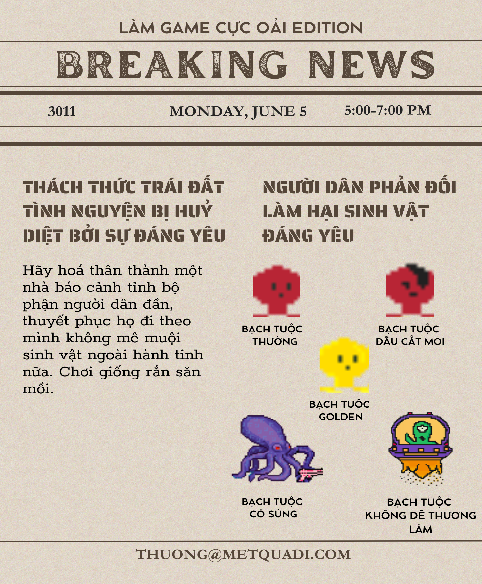 LÀM GAME CỰC OẢI EDITION
BREAKING NEWS
3011
MONDAY, JUNE 5
5:00-7:00 PM
THÁCH THỨC TRÁI ĐẤT
TÌNH NGUYỆN BỊ HUỶ
DIỆT BỞI SỰ ĐÁNG YÊU
Hãy hoá thân thành một
nhà báo cảnh tỉnh bộ
phận người dân đần,
thuyết phục họ đi theo
mình không mê muội
sinh vật ngoài hành tinh
nữa. Chơi giống rắn săn
mồi.
NGƯỜI DÂN PHẢN ĐỐI
LÀM HẠI SINH VẬT
ĐÁNG YÊU
BẠCH TUỘC
THƯỜNG
BẠCH TUỘC
ĐẦU CẮT MOI
BẠCH TUỘC
GOLDEN
BẠCH TUỘC
CÓ SÚNG
BẠCH TUỘC
KHÔNG DỄ THƯƠNG
LẮM
THUONG@METQUADI.COM